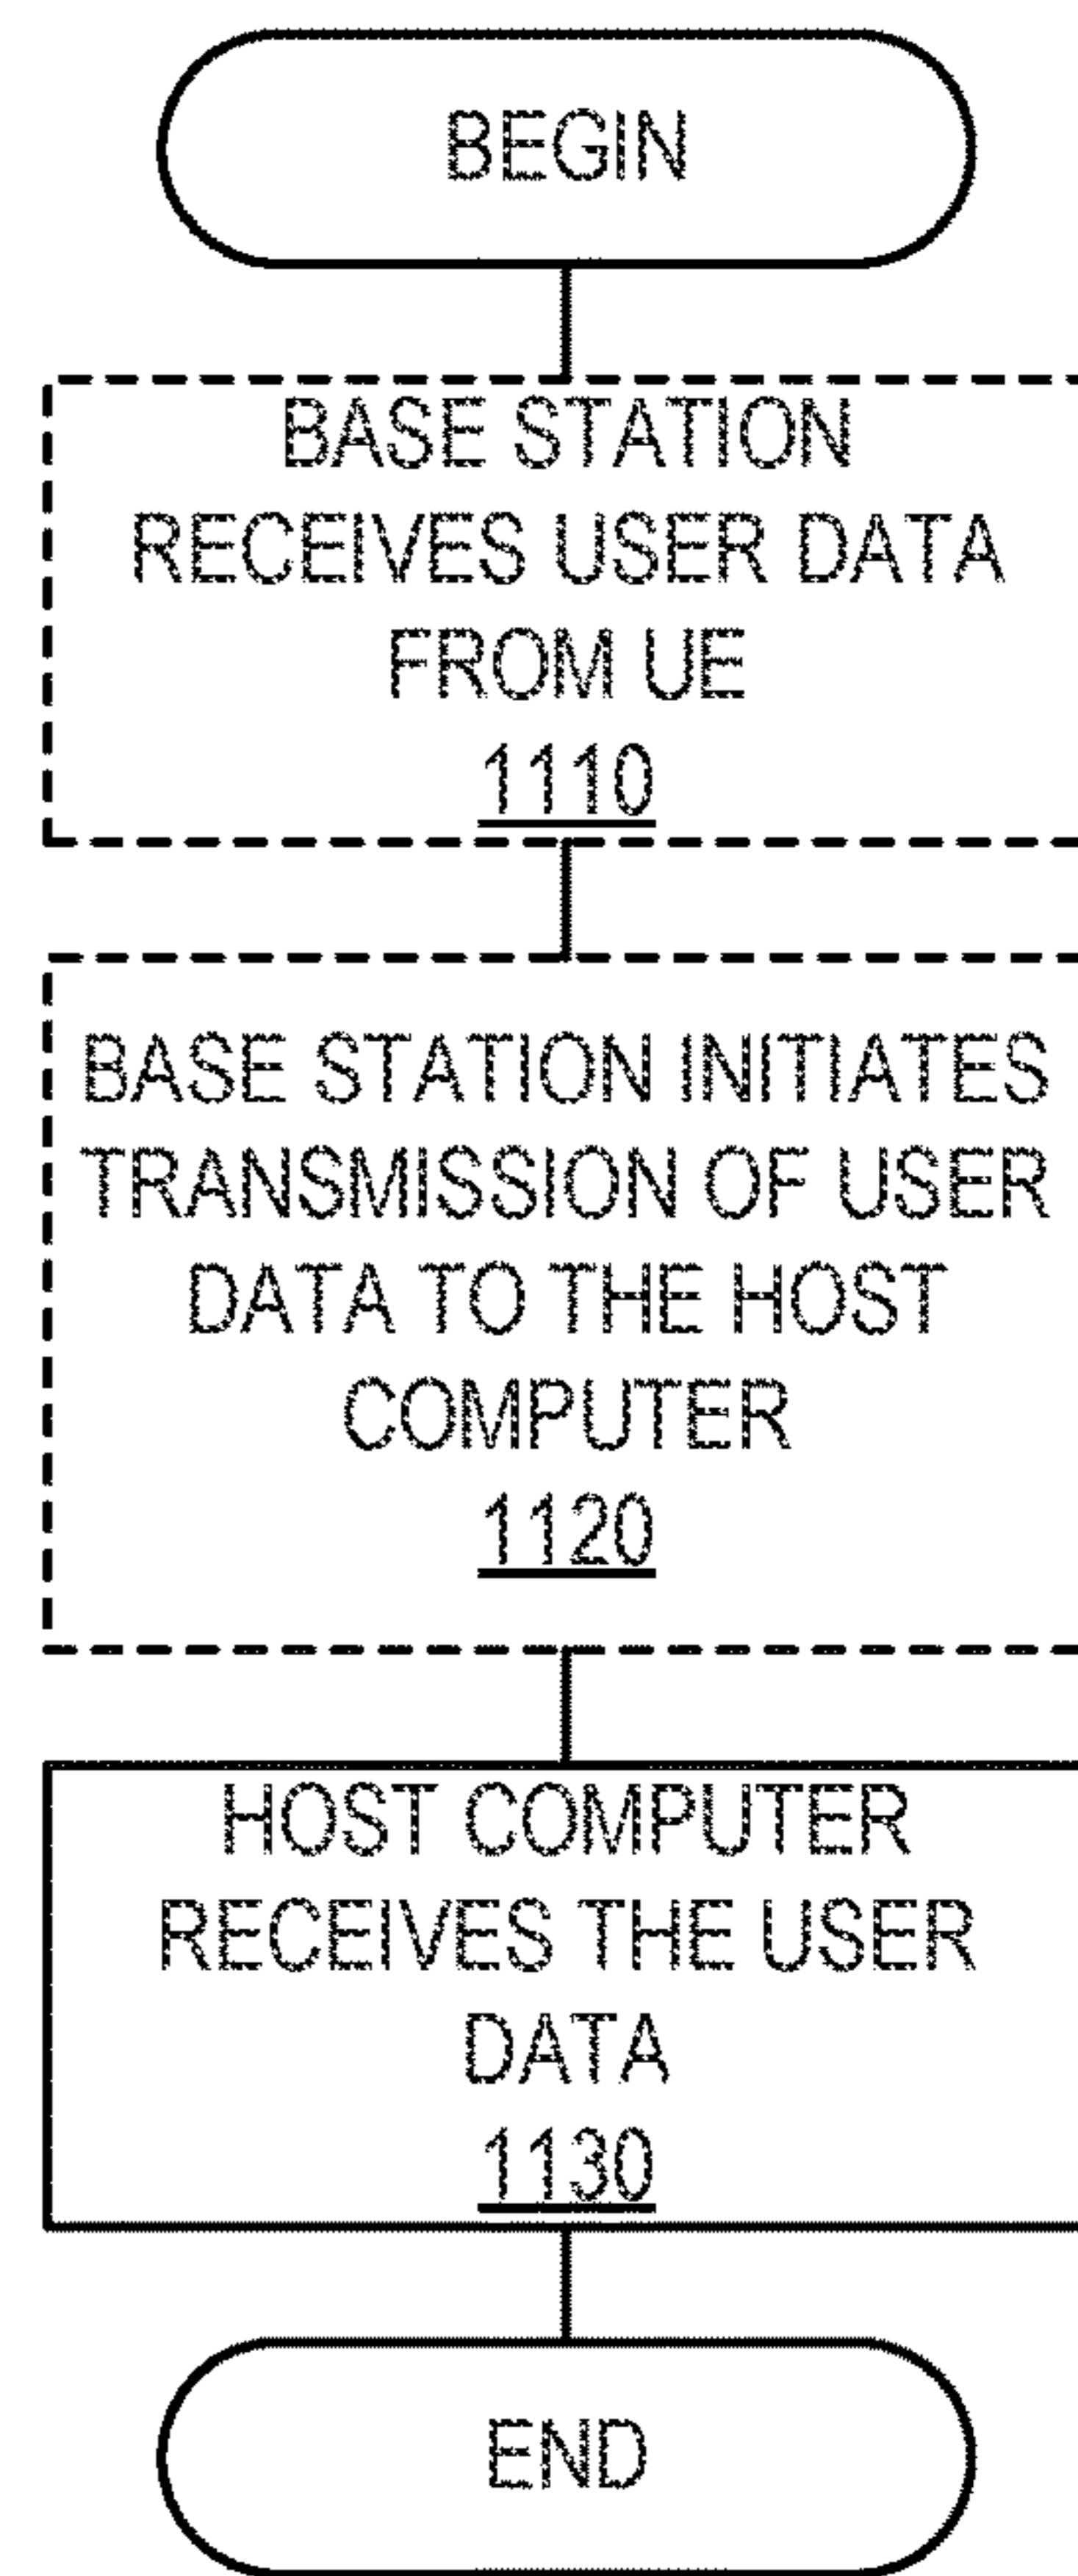 BEGIN
BASE STATION
RECEIVES USER DATA
FROM UE
1110
BASE STATION INITIATES
TRANSMISSION OF USER
DATA TO THE HOST
COMPUTER
1120
HOST COMPUTER
RECEIVES THE USER
DATA
1130
END